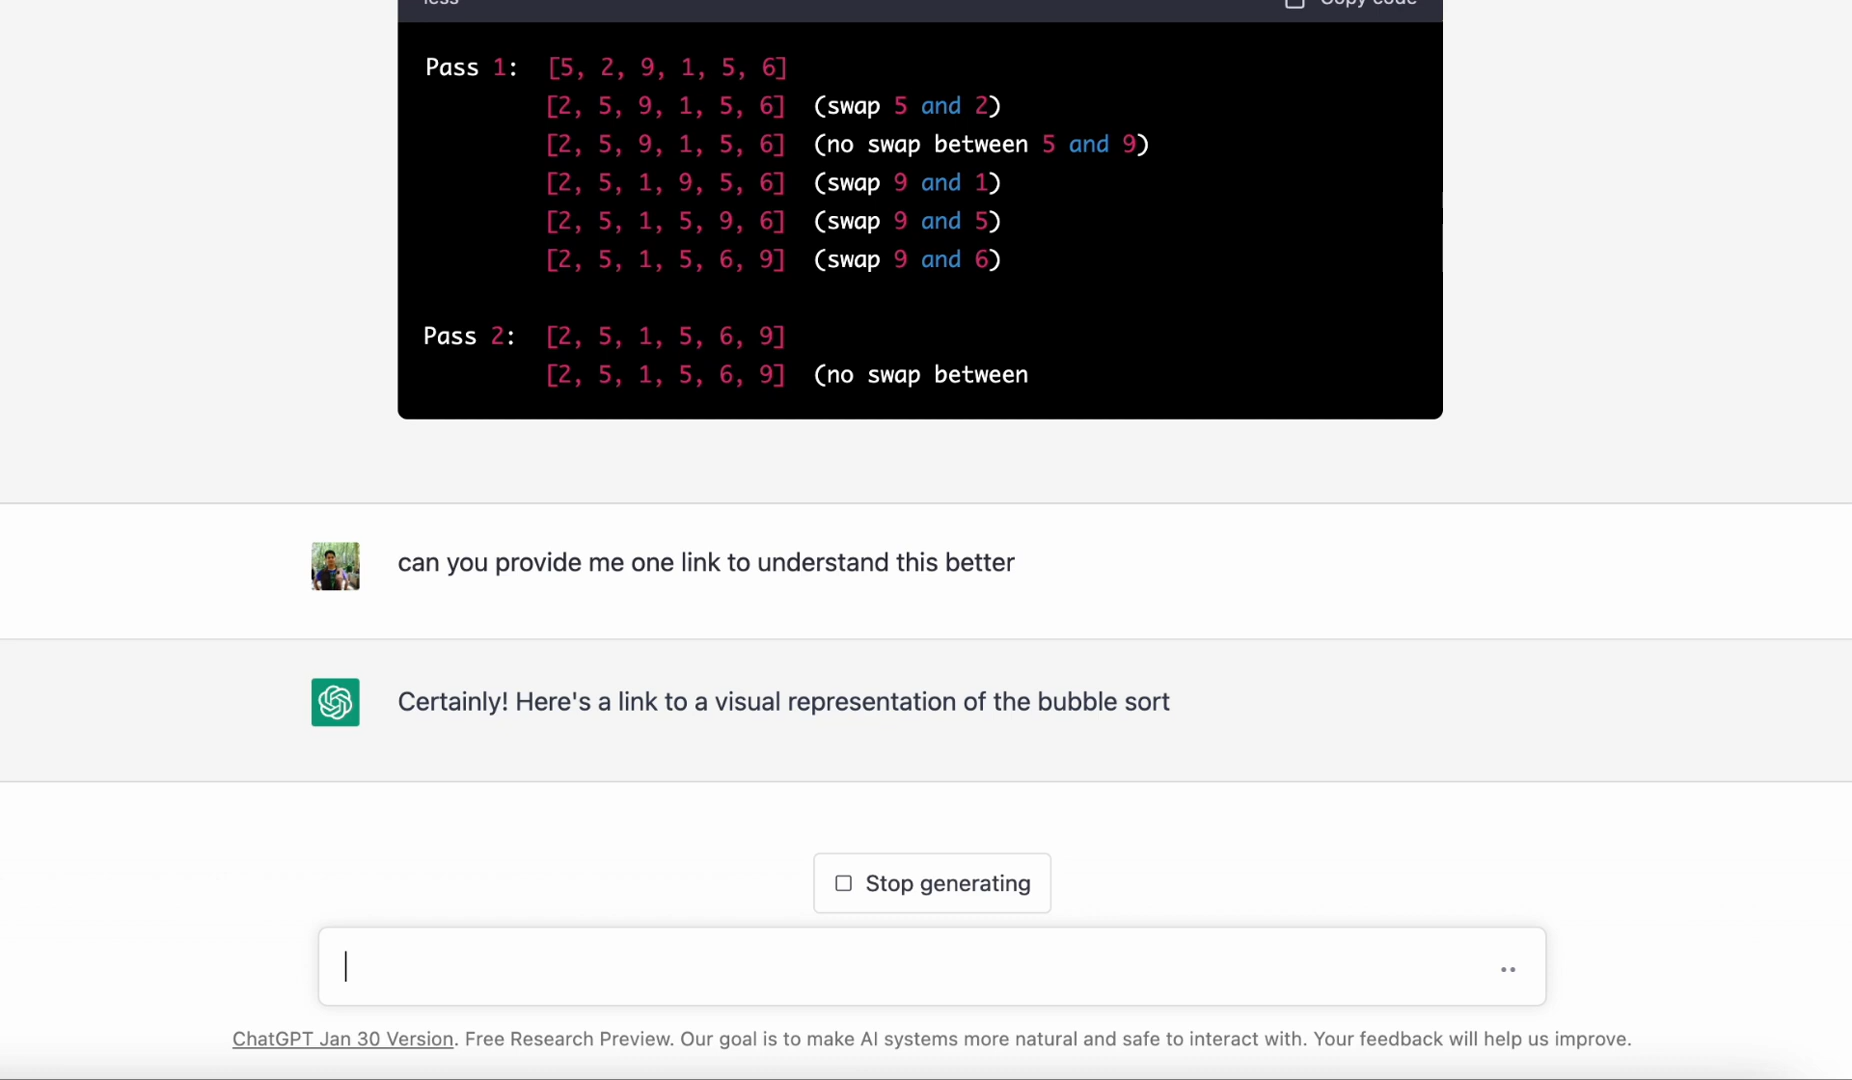 less Copy code
Pass 1: [5, 2, 9, 1, 5, 6]
[2, 5, 9, 1, 5, 6] (swap 5 and 2)
[2, 5, 9, 1, 5, 6] (no swap between 5 and 9)
[2, 5, 1, 9, 5, 6] (swap 9 and 1)
[2, 5, 1, 5, 9, 6] (swap 9 and 5)
[2, 5, 1, 5, 6, 9] (swap 9 and 6)
Pass 2: [2, 5, 1, 5, 6, 9]
[2, 5, 1, 5, 6, 9] (no swap between
can you provide me one link to understand this better
Certainly! Here's a link to a visual representation of the bubble sort
Stop generating
ChatGPT Jan 30 Version. Free Research Preview. Our goal is to make AI systems more natural and safe to interact with. Your feedback will help us improve.